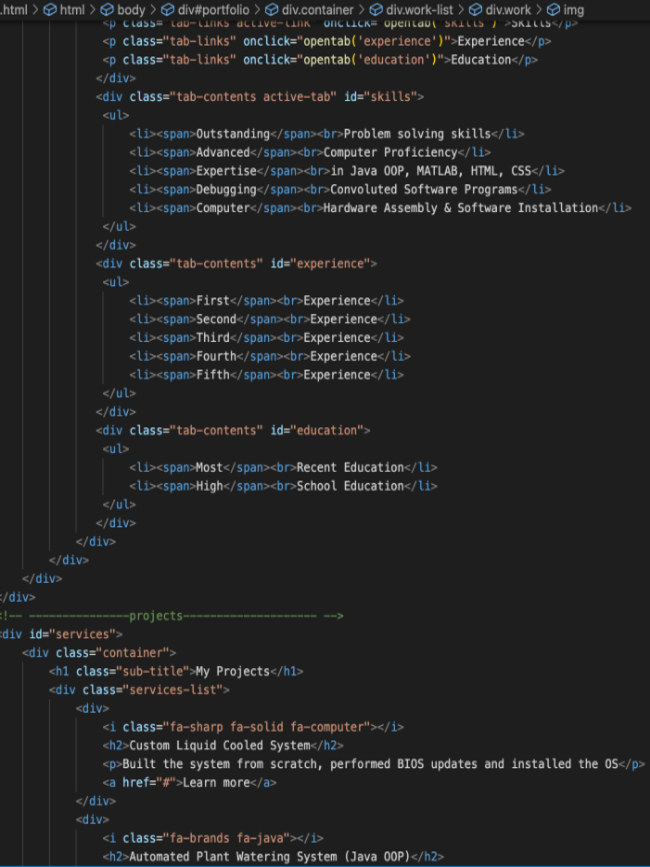 .html > html > body > div#portfolio > div.container > div.work-list > div.work > img
<p class="tab-links active-link" onclick="opentab('skills')">Skills</p>
<p class="tab-links" onclick="opentab('experience')">Experience</p>
<p class="tab-links" onclick="opentab('education')">Education</p>
</div>
<div class="tab-contents active-tab" id="skills">
<ul>
<li><span>Outstanding</span><br>Problem solving skills</li>
<li><span>Advanced</span><br>Computer Proficiency</li>
<li><span>Expertise</span><br>in Java OOP, MATLAB, HTML, CSS</li>
<li><span>Debugging</span><br>Convoluted Software Programs</li>
<li><span>Computer</span><br>Hardware Assembly & Software Installation</li>
</ul>
</div>
<div class="tab-contents" id="experience">
<ul>
<li><span>First</span><br>Experience</li>
<li><span>Second</span><br>Experience</li>
<li><span>Third</span><br>Experience</li>
<li><span>Fourth</span><br>Experience</li>
<li><span>Fifth</span><br>Experience</li>
</ul>
</div>
<div class="tab-contents" id="education">
<ul>
<li><span>Most</span><br>Recent Education</li>
<li><span>High</span><br>School Education</li>
</ul>
</div>
</div>
</div>
</div>
</div>
<!-- ---------------projects-------------------- -->
<div id="services">
<div class="container">
<h1 class="sub-title">My Projects</h1>
<div class="services-list">
<div>
<i class="fa-sharp fa-solid fa-computer"></i>
<h2>Custom Liquid Cooled System</h2>
<p>Built the system from scratch, performed BIOS updates and installed the OS</p>
<a href="#">Learn more</a>
</div>
<div>
<i class="fa-brands fa-java"></i>
<h2>Automated Plant Watering System (Java OOP)</h2>